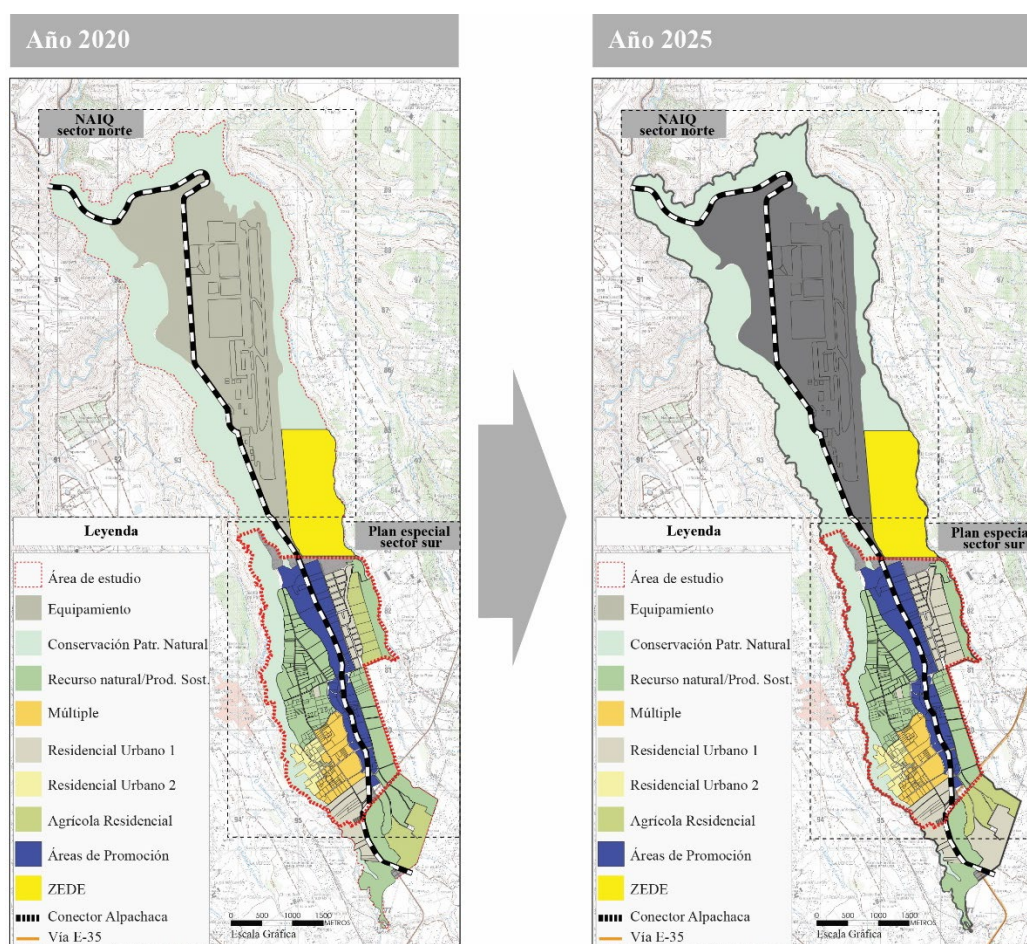 Año 2020
NAIQ
sector norte
Plan especial
sector sur
Leyenda
Área de estudio
Equipamiento
Conservación Patr. Natural
Recurso natural/Prod. Sost.
Múltiple
Residencial Urbano 1
Residencial Urbano 2
Agrícola Residencial
Áreas de Promoción
ZEDE
Conector Alpachaca
Vía E-35
0 500 1000 1500
METROS
Escala Gráfica
Año 2025
NAIQ
sector norte
Plan especial
sector sur
Leyenda
Área de estudio
Equipamiento
Conservación Patr. Natural
Recurso natural/Prod. Sost.
Múltiple
Residencial Urbano 1
Residencial Urbano 2
Agrícola Residencial
Áreas de Promoción
ZEDE
Conector Alpachaca
Vía E-35
0 500 1000 1500
METROS
Escala Gráfica